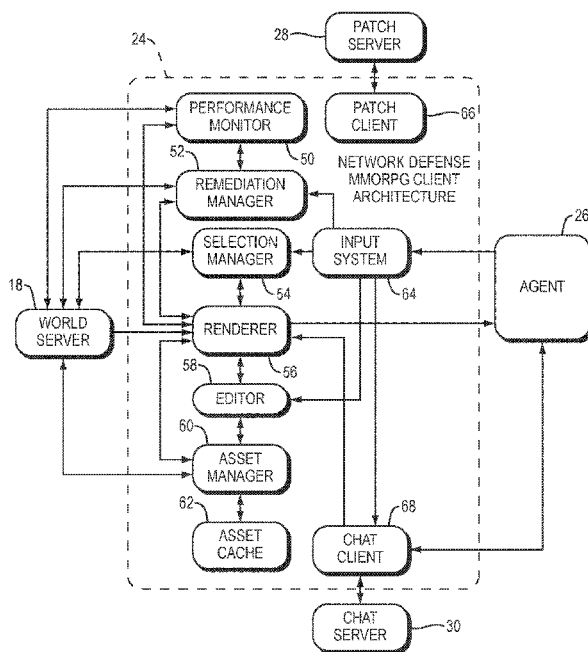 24
28
PATCH
SERVER
PERFORMANCE
MONITOR
PATCH
CLIENT
66
52
50
NETWORK DEFENSE
MMORPG CLIENT
ARCHITECTURE
REMEDIATION
MANAGER
26
SELECTION
MANAGER
INPUT
SYSTEM
18
54
64
AGENT
WORLD
SERVER
RENDERER
58
56
EDITOR
60
ASSET
MANAGER
62
68
ASSET
CACHE
CHAT
CLIENT
CHAT
SERVER
30